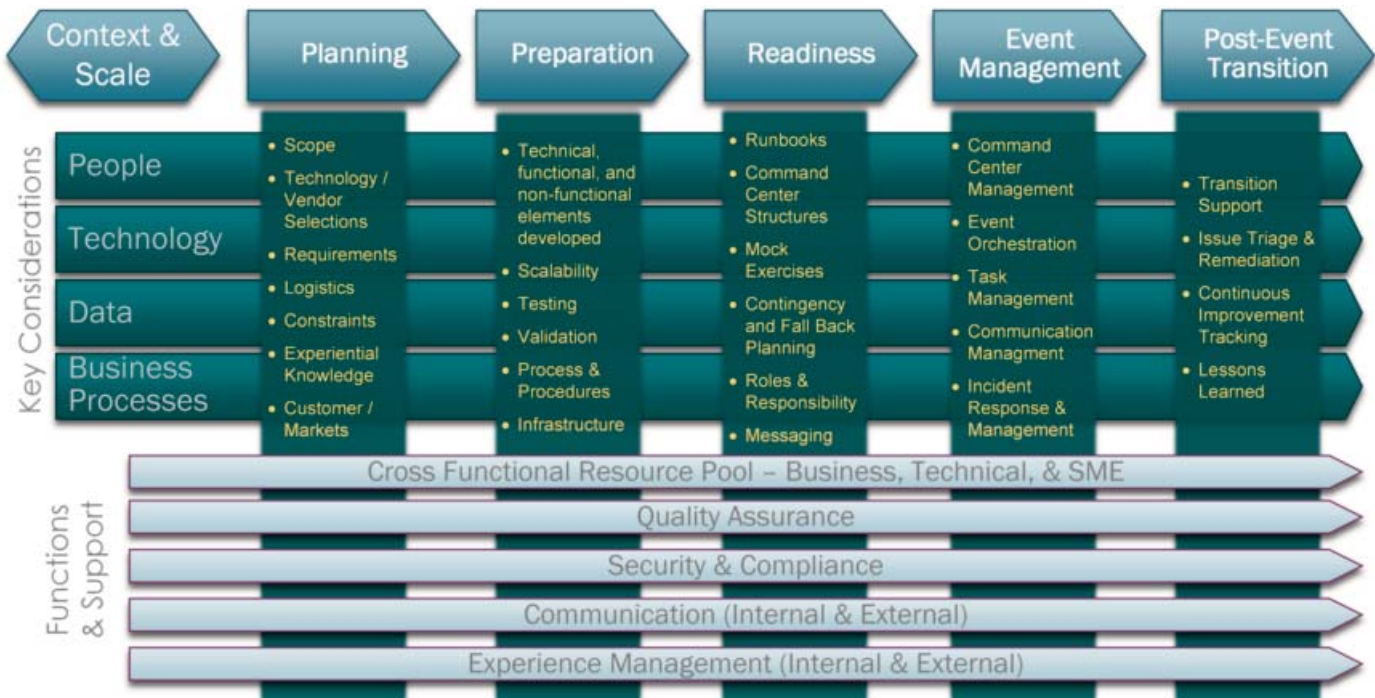 Context &
Scale
Planning
Preparation
Readiness
Event
Management
Post-Event
Transition
Key Considerations
People
Technology
Data
Business
Processes
• Scope
• Technology /
Vendor
Selections
• Requirements
• Logistics
• Constraints
• Experiential
Knowledge
• Customer /
Markets
• Technical,
functional, and
non-functional
elements
developed
• Scalability
• Testing
• Validation
• Process &
Procedures
• Infrastructure
• Runbooks
• Command
Center
Structures
• Mock
Exercises
• Contingency
and Fall Back
Planning
• Roles &
Responsibility
• Messaging
• Command
Center
Management
• Event
Orchestration
• Task
Management
• Communication
Managment
• Incident
Response &
Management
• Transition
Support
• Issue Triage &
Remediation
• Continuous
Improvement
Tracking
• Lessons
Learned
Functions
& Support
Cross Functional Resource Pool – Business, Technical, & SME
Quality Assurance
Security & Compliance
Communication (Internal & External)
Experience Management (Internal & External)